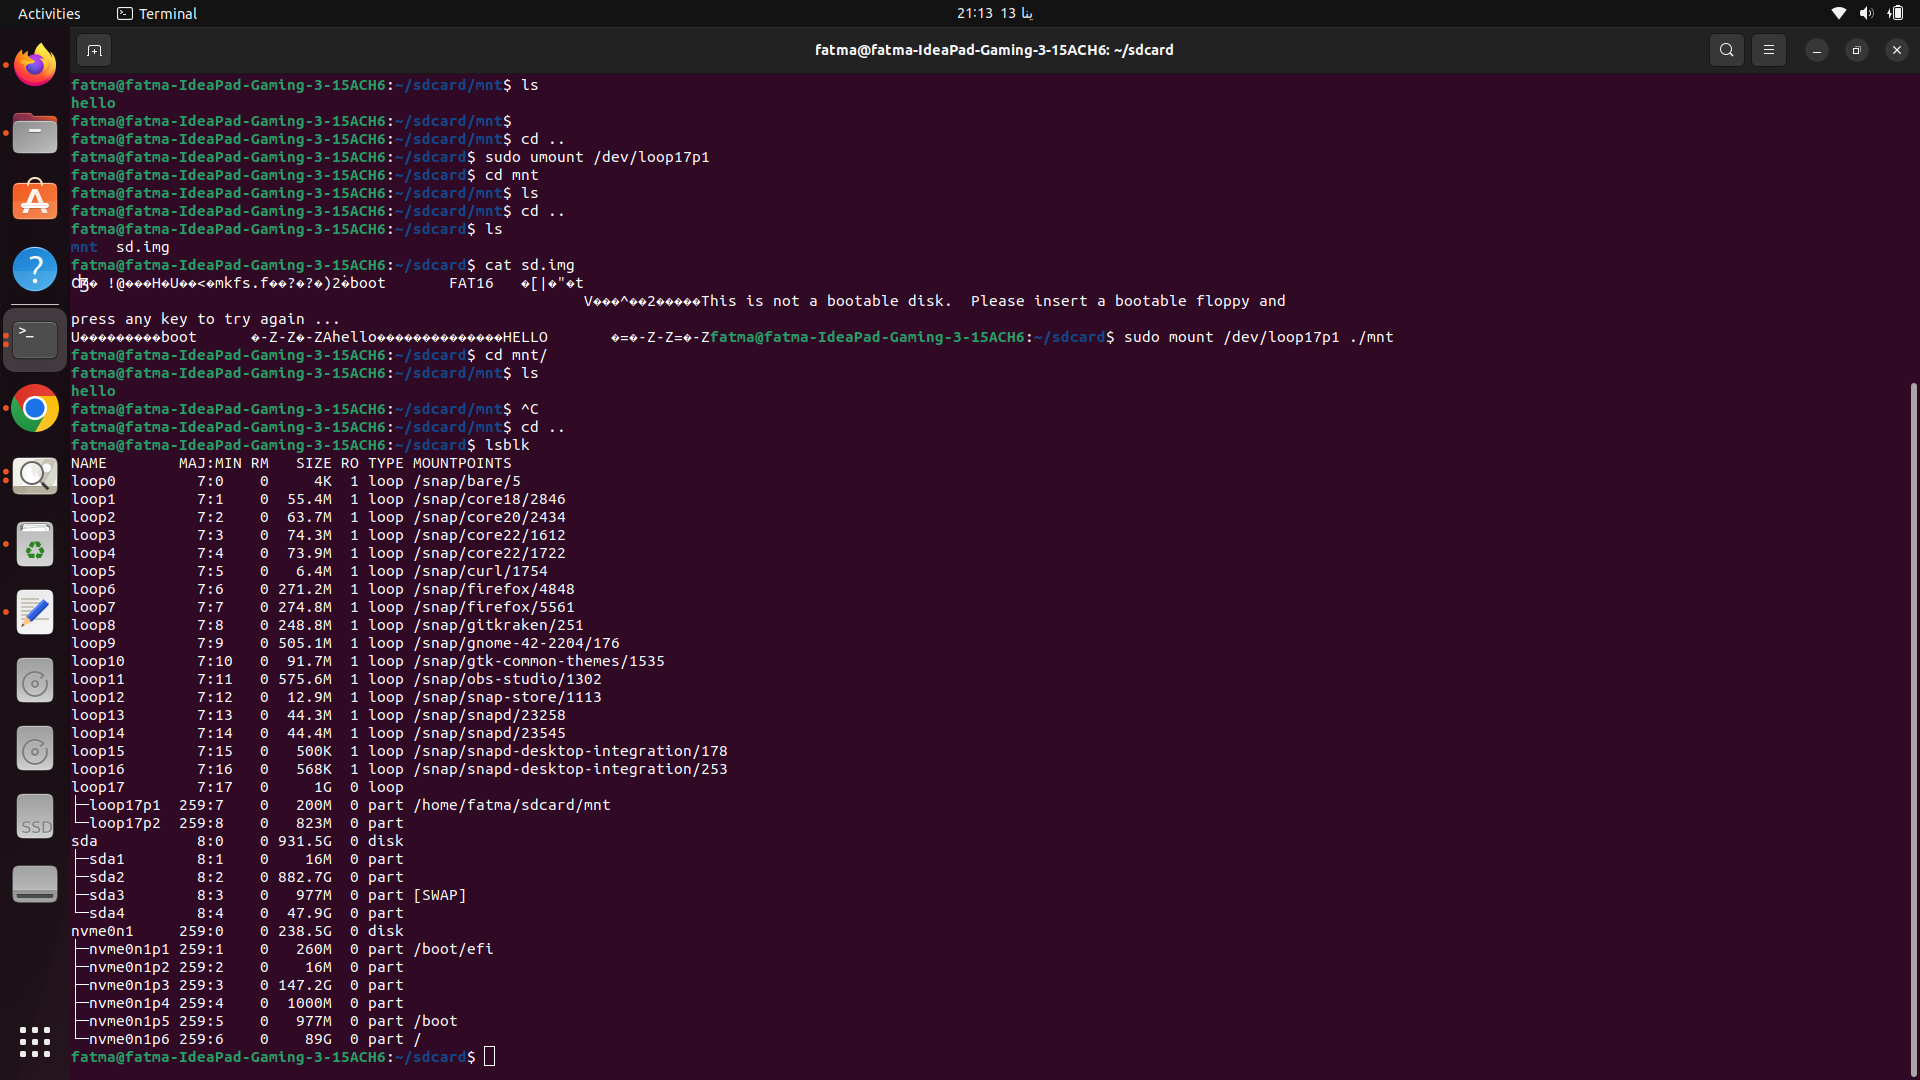 Activities
Terminal
21:13 13 ينا
fatma@fatma-IdeaPad-Gaming-3-15ACH6: ~/sdcard
fatma@fatma-IdeaPad-Gaming-3-15ACH6:~/sdcard/mnt$ ls
hello
fatma@fatma-IdeaPad-Gaming-3-15ACH6:~/sdcard/mnt$
fatma@fatma-IdeaPad-Gaming-3-15ACH6:~/sdcard/mnt$ cd ..
fatma@fatma-IdeaPad-Gaming-3-15ACH6:~/sdcard$ sudo umount /dev/loop17p1
fatma@fatma-IdeaPad-Gaming-3-15ACH6:~/sdcard$ cd mnt
fatma@fatma-IdeaPad-Gaming-3-15ACH6:~/sdcard/mnt$ ls
fatma@fatma-IdeaPad-Gaming-3-15ACH6:~/sdcard/mnt$ cd ..
fatma@fatma-IdeaPad-Gaming-3-15ACH6:~/sdcard$ ls
mnt  sd.img
fatma@fatma-IdeaPad-Gaming-3-15ACH6:~/sdcard$ cat sd.img
� !@���H�U��<�mkfs.f��?�?�)2�boot       FAT16   �[|�"�t
V���^��2�����This is not a bootable disk.  Please insert a bootable floppy and
press any key to try again ...
U���������boot      �-Z-Z�-ZAhello��������������HELLO       �=�-Z-Z=�-Zfatma@fatma-IdeaPad-Gaming-3-15ACH6:~/sdcard$ sudo mount /dev/loop17p1 ./mnt
fatma@fatma-IdeaPad-Gaming-3-15ACH6:~/sdcard$ cd mnt/
fatma@fatma-IdeaPad-Gaming-3-15ACH6:~/sdcard/mnt$ ls
hello
fatma@fatma-IdeaPad-Gaming-3-15ACH6:~/sdcard/mnt$ ^C
fatma@fatma-IdeaPad-Gaming-3-15ACH6:~/sdcard/mnt$ cd ..
fatma@fatma-IdeaPad-Gaming-3-15ACH6:~/sdcard$ lsblk
NAME        MAJ:MIN RM   SIZE RO TYPE MOUNTPOINTS
loop0         7:0    0     4K  1 loop /snap/bare/5
loop1         7:1    0  55.4M  1 loop /snap/core18/2846
loop2         7:2    0  63.7M  1 loop /snap/core20/2434
loop3         7:3    0  74.3M  1 loop /snap/core22/1612
loop4         7:4    0  73.9M  1 loop /snap/core22/1722
loop5         7:5    0   6.4M  1 loop /snap/curl/1754
loop6         7:6    0 271.2M  1 loop /snap/firefox/4848
loop7         7:7    0 274.8M  1 loop /snap/firefox/5561
loop8         7:8    0 248.8M  1 loop /snap/gitkraken/251
loop9         7:9    0 505.1M  1 loop /snap/gnome-42-2204/176
loop10        7:10   0  91.7M  1 loop /snap/gtk-common-themes/1535
loop11        7:11   0 575.6M  1 loop /snap/obs-studio/1302
loop12        7:12   0  12.9M  1 loop /snap/snap-store/1113
loop13        7:13   0  44.3M  1 loop /snap/snapd/23258
loop14        7:14   0  44.4M  1 loop /snap/snapd/23545
loop15        7:15   0   500K  1 loop /snap/snapd-desktop-integration/178
loop16        7:16   0   568K  1 loop /snap/snapd-desktop-integration/253
loop17        7:17   0     1G  0 loop
├─loop17p1  259:7    0   200M  0 part /home/fatma/sdcard/mnt
└─loop17p2  259:8    0   823M  0 part
sda           8:0    0 931.5G  0 disk
├─sda1        8:1    0    16M  0 part
├─sda2        8:2    0 882.7G  0 part
├─sda3        8:3    0   977M  0 part [SWAP]
└─sda4        8:4    0  47.9G  0 part
nvme0n1     259:0    0 238.5G  0 disk
├─nvme0n1p1 259:1    0   260M  0 part /boot/efi
├─nvme0n1p2 259:2    0    16M  0 part
├─nvme0n1p3 259:3    0 147.2G  0 part
├─nvme0n1p4 259:4    0  1000M  0 part
├─nvme0n1p5 259:5    0   977M  0 part /boot
└─nvme0n1p6 259:6    0    89G  0 part /
fatma@fatma-IdeaPad-Gaming-3-15ACH6:~/sdcard$
SSD